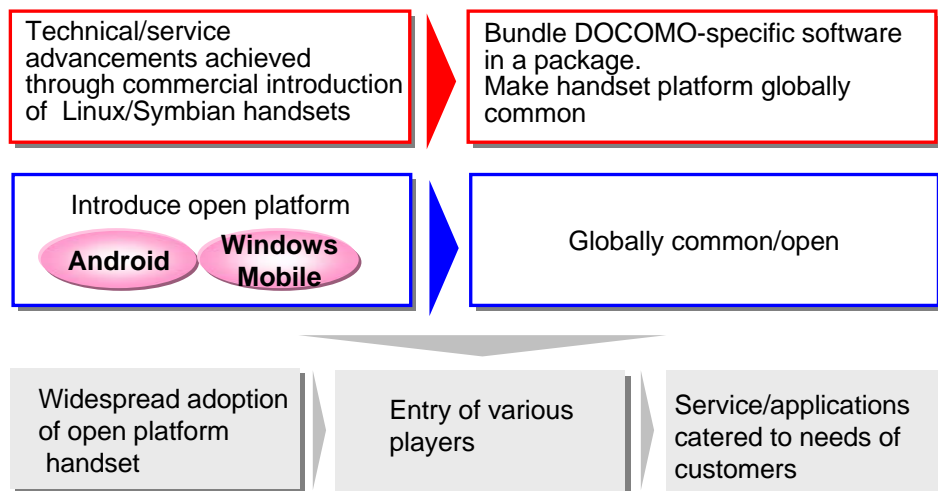 Technical/service
advancements achieved
through commercial introduction
of Linux/Symbian handsets
Bundle DOCOMO-specific software
in a package.
Make handset platform globally
common
Introduce open platform
Android
Windows
Mobile
Globally common/open
Widespread adoption
of open platform
handset
Entry of various
players
Service/applications
catered to needs of
customers